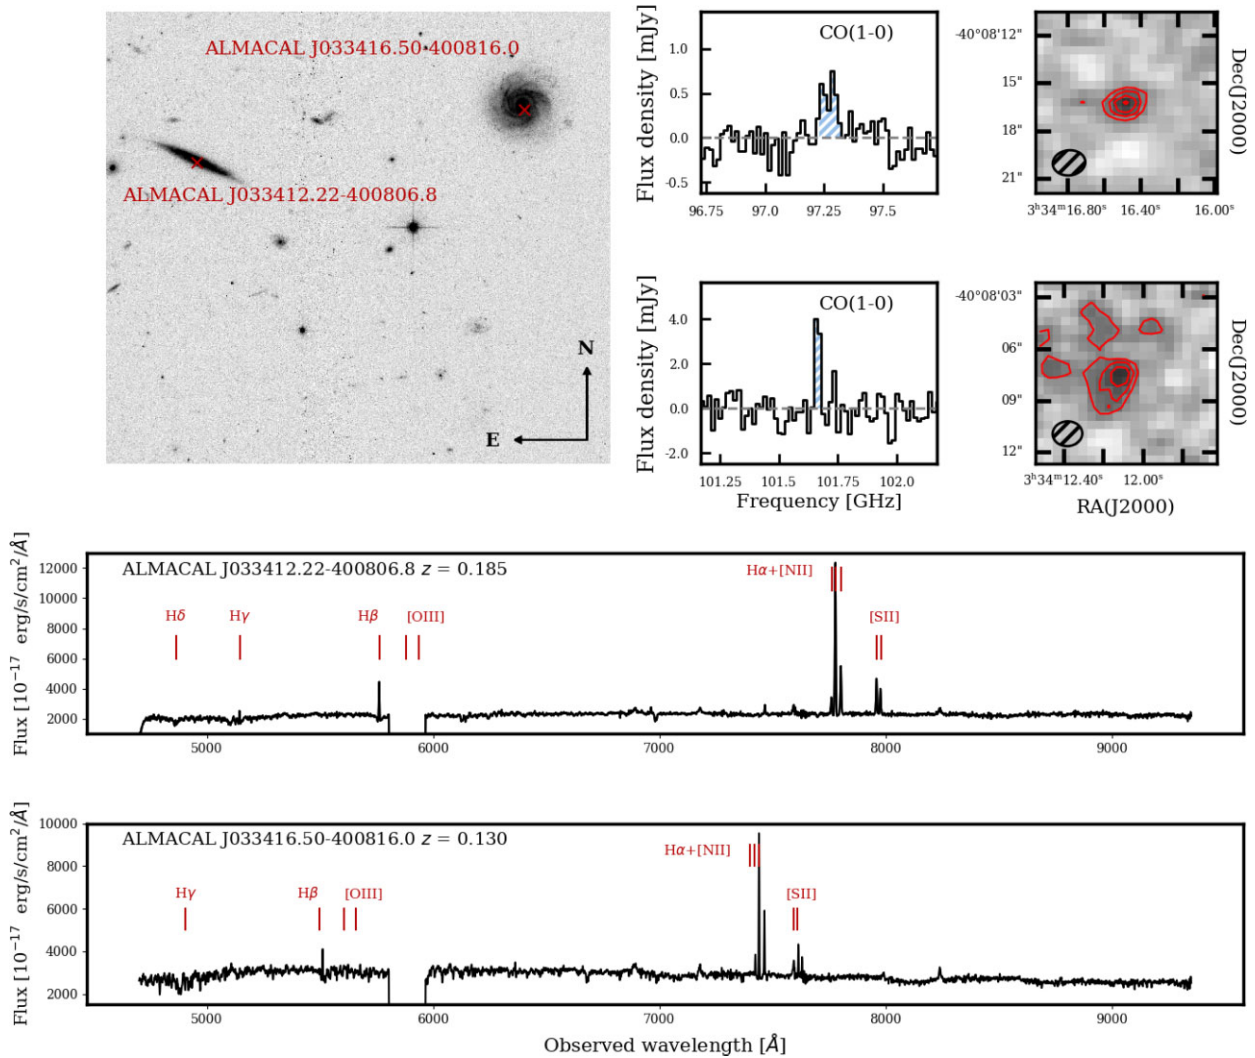 ALMACAL J033416.50-400816.0
ALMACAL J033412.22-400806.8
N
E
Flux density [mJy]
1.0
0.5
0.0
-0.5
CO(1-0)
96.75 97.0 97.25 97.5
-40°08'12"
15"
18"
21"
3ʰ34ᵐ16.80ˢ 16.40ˢ 16.00ˢ
Dec(J2000)
Flux density [mJy]
4.0
2.0
0.0
-2.0
CO(1-0)
101.25 101.5 101.75 102.0
Frequency [GHz]
-40°08'03"
06"
09"
12"
3ʰ34ᵐ12.40ˢ 12.00ˢ
RA(J2000)
Dec(J2000)
Flux [10⁻¹⁷ erg/s/cm²/Å]
12000
10000
8000
6000
4000
2000
ALMACAL J033412.22-400806.8 z = 0.185
Hδ Hγ Hβ [OIII] Hα+[NII] [SII]
5000 6000 7000 8000 9000
Flux [10⁻¹⁷ erg/s/cm²/Å]
10000
8000
6000
4000
2000
ALMACAL J033416.50-400816.0 z = 0.130
Hγ Hβ [OIII] Hα+[NII] [SII]
5000 6000 7000 8000 9000
Observed wavelength [Å]